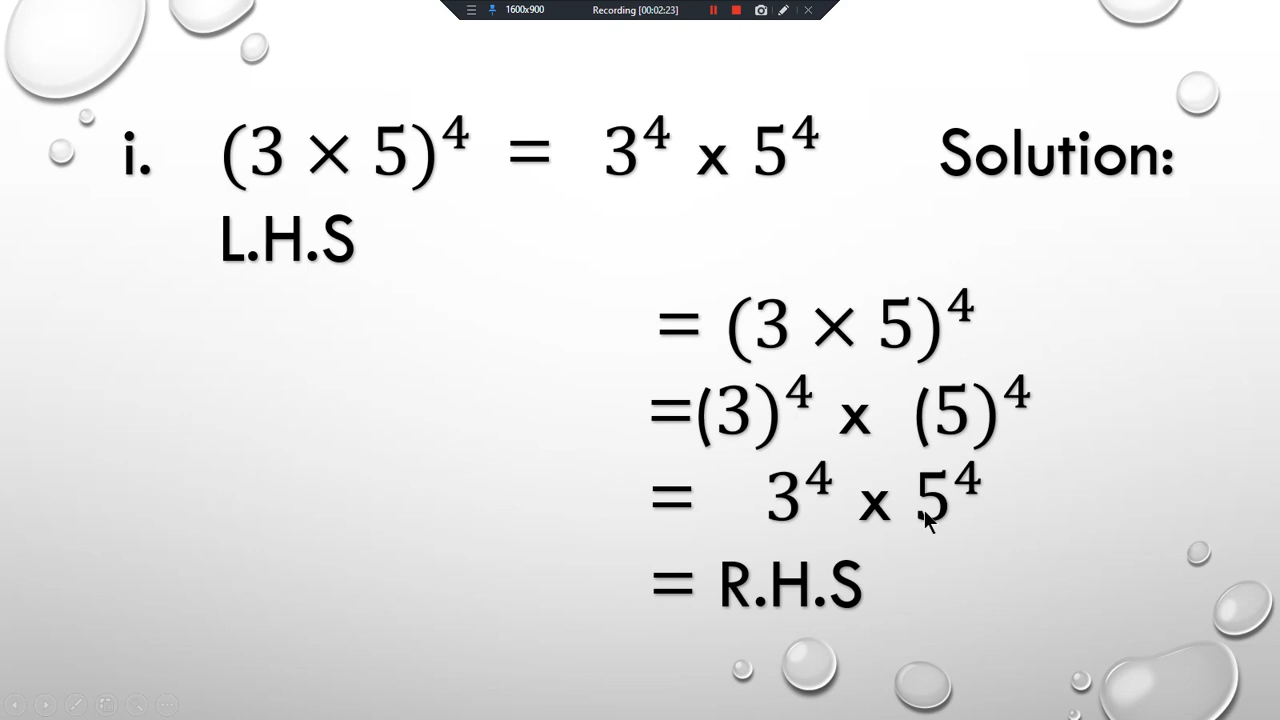 1600x900 Recording [00:02:23]
i. (3 × 5)⁴ = 3⁴ x 5⁴ Solution:
L.H.S
= (3 × 5)⁴
=(3)⁴ x (5)⁴
= 3⁴ x 5⁴
= R.H.S